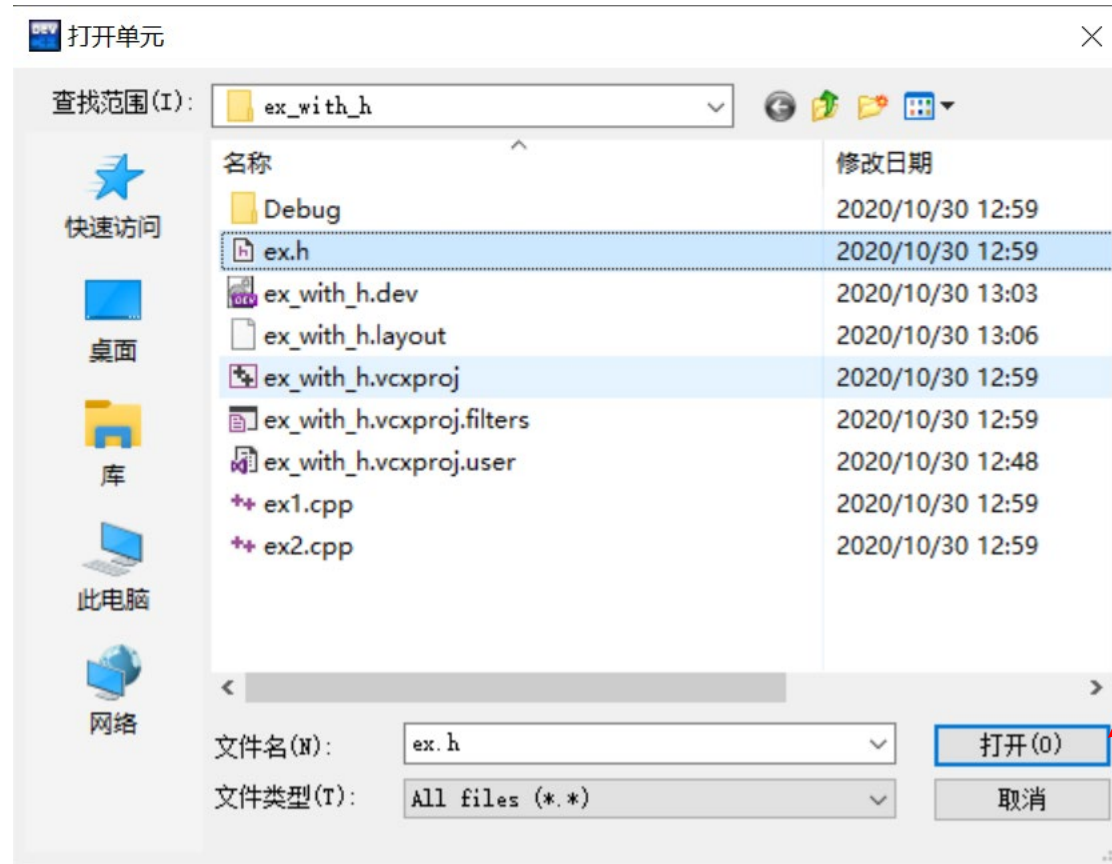 打开单元
查找范围(I): ex_with_h
名称 修改日期
Debug 2020/10/30 12:59
ex.h 2020/10/30 12:59
ex_with_h.dev 2020/10/30 13:03
ex_with_h.layout 2020/10/30 13:06
ex_with_h.vcxproj 2020/10/30 12:59
ex_with_h.vcxproj.filters 2020/10/30 12:59
ex_with_h.vcxproj.user 2020/10/30 12:48
ex1.cpp 2020/10/30 12:59
ex2.cpp 2020/10/30 12:59
快速访问
桌面
库
此电脑
网络
文件名(N): ex.h 打开(O)
文件类型(T): All files (*.*) 取消